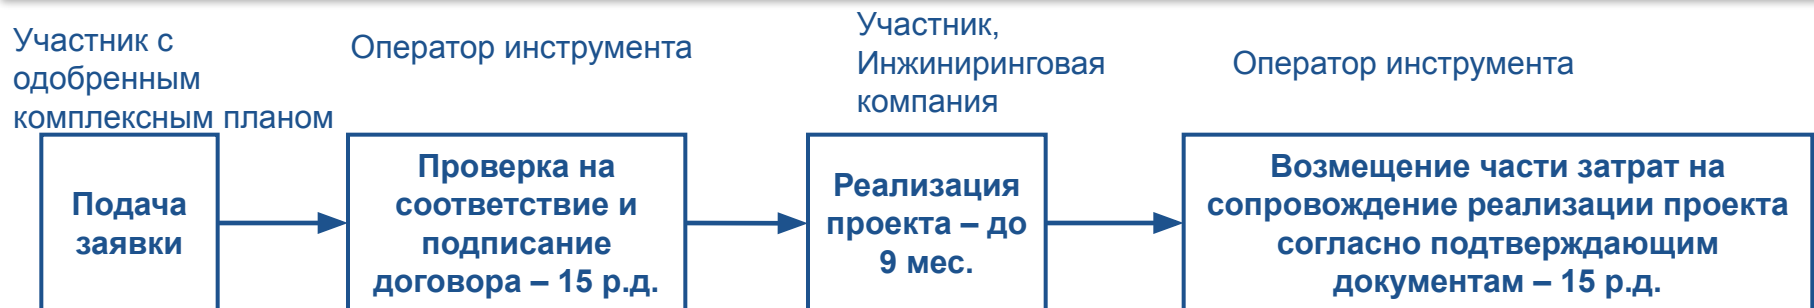 Участник с
одобренным
комплексным планом
Оператор инструмента
Участник,
Инжиниринговая
компания
Оператор инструмента
Подача
заявки
Проверка на
соответствие и
подписание
договора – 15 р.д.
Реализация
проекта – до
9 мес.
Возмещение части затрат на
сопровождение реализации проекта
согласно подтверждающим
документам – 15 р.д.